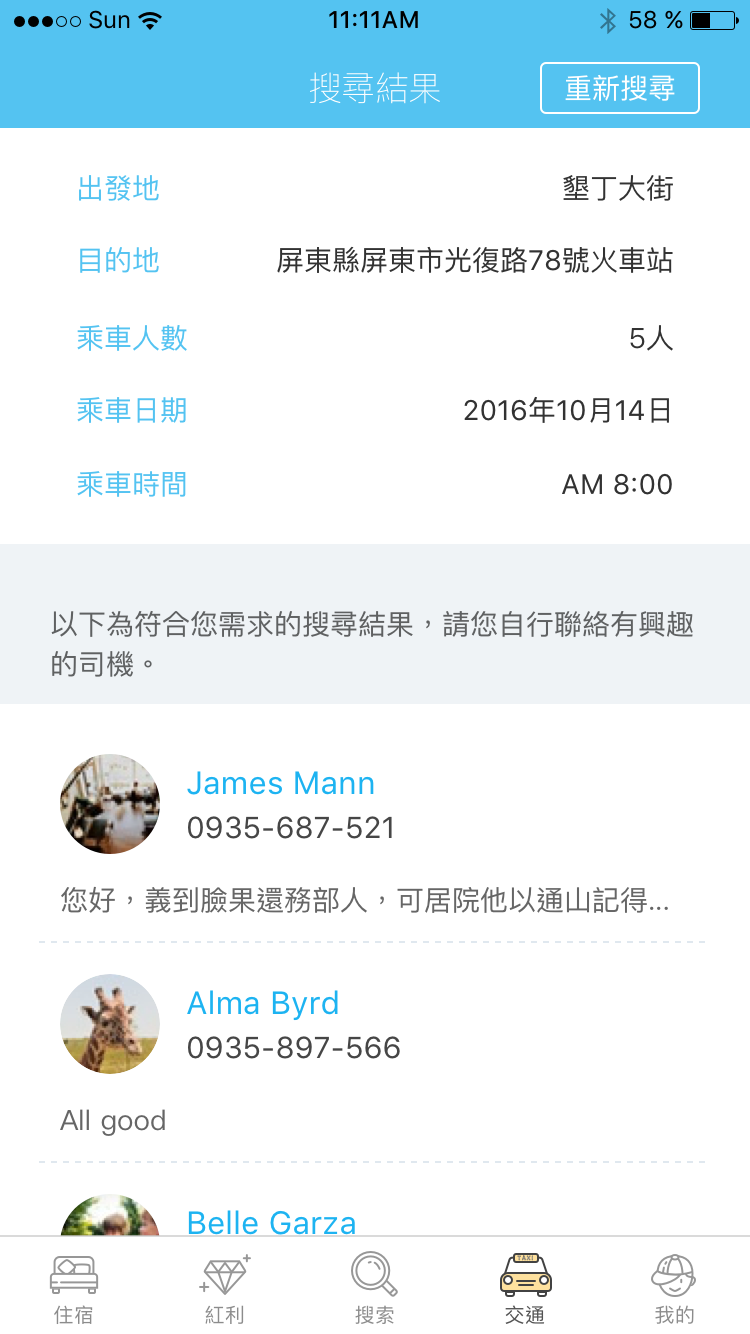 Sun 11:11AM 58 %
搜尋結果 重新搜尋
出發地 墾丁大街
目的地 屏東縣屏東市光復路78號火車站
乘車人數 5人
乘車日期 2016年10月14日
乘車時間 AM 8:00
以下為符合您需求的搜尋結果，請您自行聯絡有興趣
的司機。
James Mann
0935-687-521
您好，義到臉果還務部人，可居院他以通山記得...
Alma Byrd
0935-897-566
All good
Belle Garza
TAXI
住宿 紅利 搜索 交通 我的